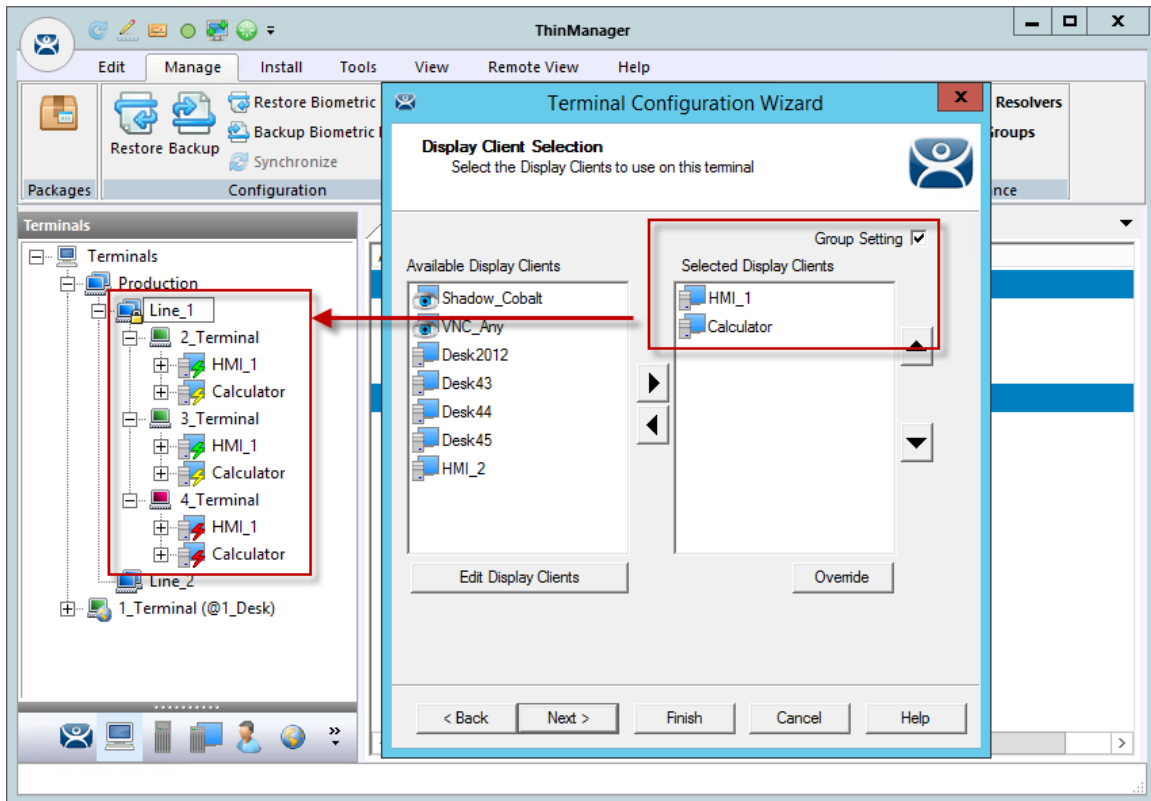 ThinManager
Edit Manage Install Tools View Remote View Help
Restore Biometric
Backup Biometric
Synchronize
Restore Backup
Packages
Configuration
Resolvers
Terminal Configuration Wizard
Display Client Selection
Select the Display Clients to use on this terminal
Terminals
Terminals
Production
Line_1
2_Terminal
HMI_1
Calculator
3_Terminal
HMI_1
Calculator
4_Terminal
HMI_1
Calculator
Line_2
1_Terminal (@1_Desk)
Group Setting
Available Display Clients
Selected Display Clients
Shadow_Cobalt
VNC_Any
Desk2012
Desk43
Desk44
Desk45
HMI_2
HMI_1
Calculator
Edit Display Clients
Override
< Back
Next >
Finish
Cancel
Help